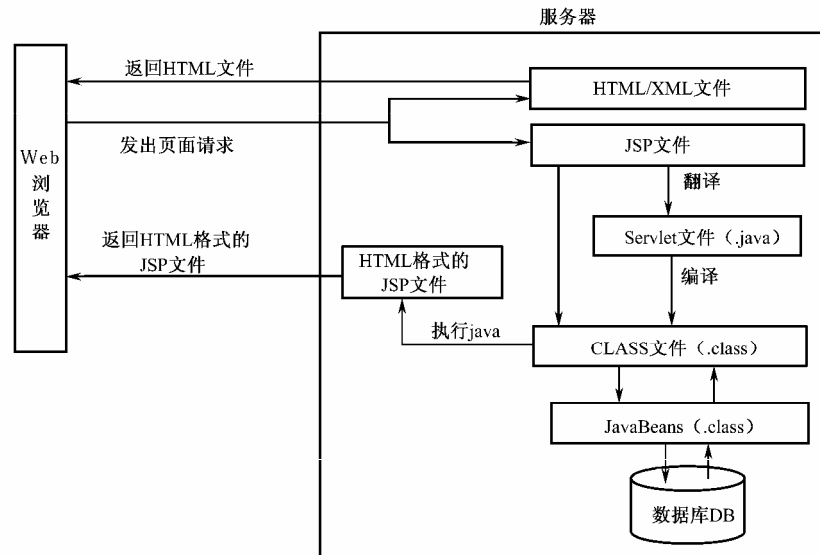 服务器
返回HTML文件
HTML/XML文件
发出页面请求
JSP文件
Web
浏
览
器
翻译
Servlet文件（.java）
返回HTML格式的
JSP文件
HTML格式的
JSP文件
编译
执行java
CLASS文件（.class）
JavaBeans（.class）
数据库DB